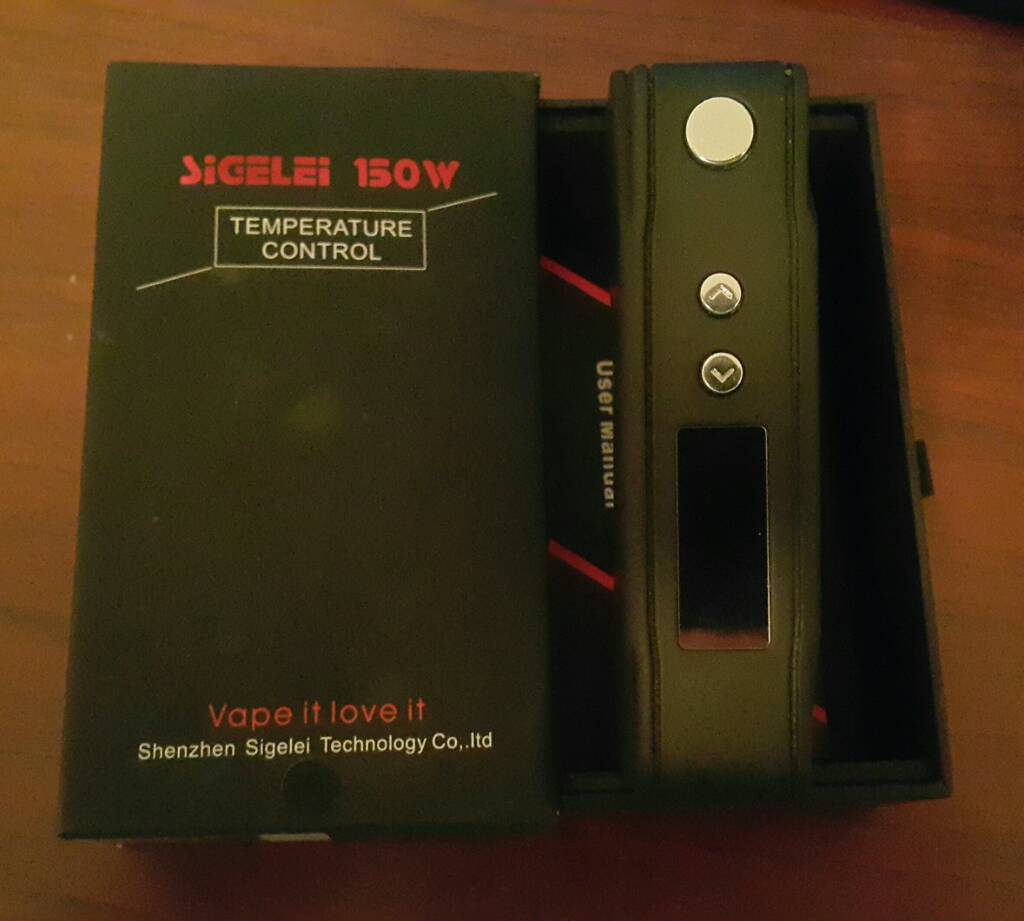 SIGELEI 150W
TEMPERATURE
CONTROL
Vape it love it
Shenzhen Sigelei Technology Co,.ltd
User Manual